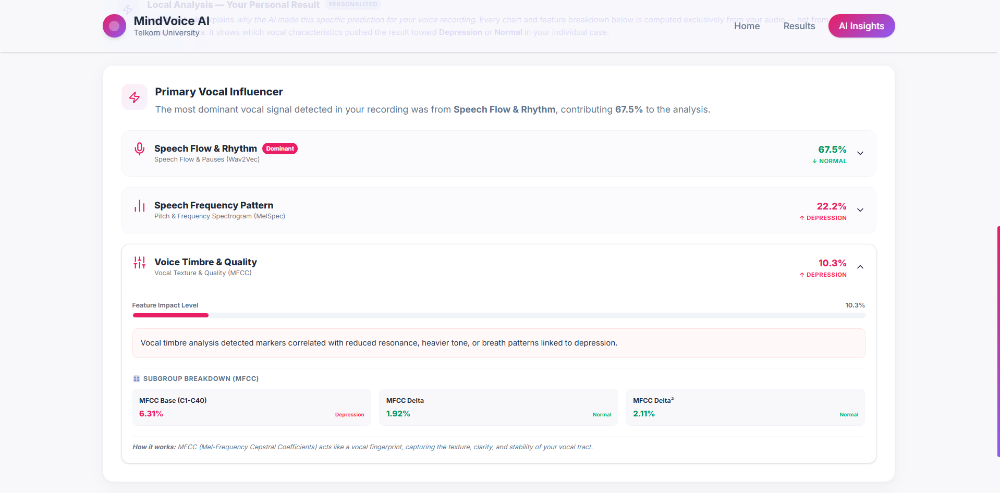 Local Analysis — Your Personal Result PERSONALIZED
MindVoice AI
Telkom University
explains why the AI made this specific prediction for your voice recording. Every chart and feature breakdown below is computed exclusively from your audio — not from
It shows which vocal characteristics pushed the result toward Depression or Normal in your individual case.
Home
Results
AI Insights
Primary Vocal Influencer
The most dominant vocal signal detected in your recording was from Speech Flow & Rhythm, contributing 67.5% to the analysis.
Speech Flow & Rhythm Dominant
Speech Flow & Pauses (Wav2Vec)
67.5%
↓ NORMAL
Speech Frequency Pattern
Pitch & Frequency Spectrogram (MelSpec)
22.2%
↑ DEPRESSION
Voice Timbre & Quality
Vocal Texture & Quality (MFCC)
10.3%
↑ DEPRESSION
Feature Impact Level 10.3%
Vocal timbre analysis detected markers correlated with reduced resonance, heavier tone, or breath patterns linked to depression.
SUBGROUP BREAKDOWN (MFCC)
MFCC Base (C1-C40)
6.31% Depression
MFCC Delta
1.92% Normal
MFCC Delta²
2.11% Normal
How it works: MFCC (Mel-Frequency Cepstral Coefficients) acts like a vocal fingerprint, capturing the texture, clarity, and stability of your vocal tract.